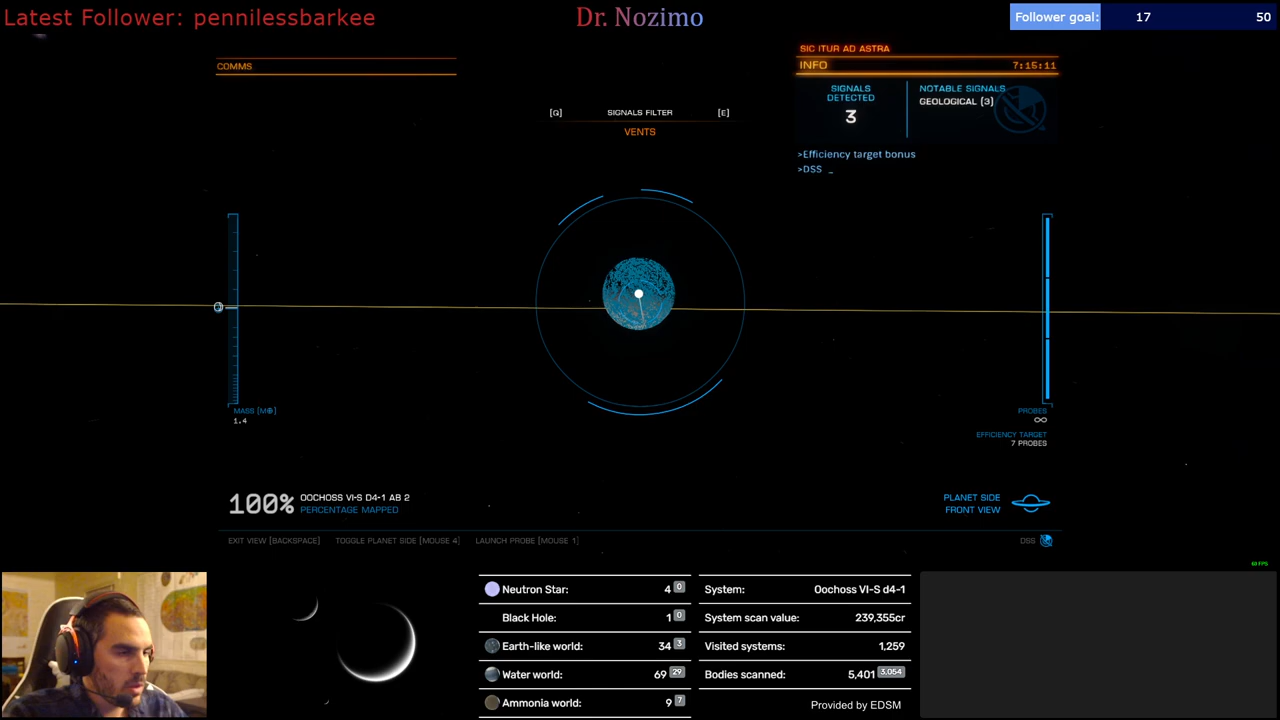 Latest Follower: pennilessbarkee
Dr. Nozimo
Follower goal: 17 50
COMMS
SIC ITUR AD ASTRA
INFO 7:15:11
SIGNALS DETECTED
3
NOTABLE SIGNALS
GEOLOGICAL (3)
[Q] SIGNALS FILTER [E]
VENTS
>Efficiency target bonus
>DSS _
MASS [M⊕]
1.4
PROBES
∞
EFFICIENCY TARGET
7 PROBES
100% OOCHOSS VI-S D4-1 AB 2
PERCENTAGE MAPPED
PLANET SIDE
FRONT VIEW
EXIT VIEW [BACKSPACE] TOGGLE PLANET SIDE [MOUSE 4] LAUNCH PROBE [MOUSE 1] DSS
60 FPS
Neutron Star: 4 0
Black Hole: 1 0
Earth-like world: 34 3
Water world: 69 29
Ammonia world: 9 7
System: Oochoss VI-S d4-1
System scan value: 239,355cr
Visited systems: 1,259
Bodies scanned: 5,401 3,054
Provided by EDSM